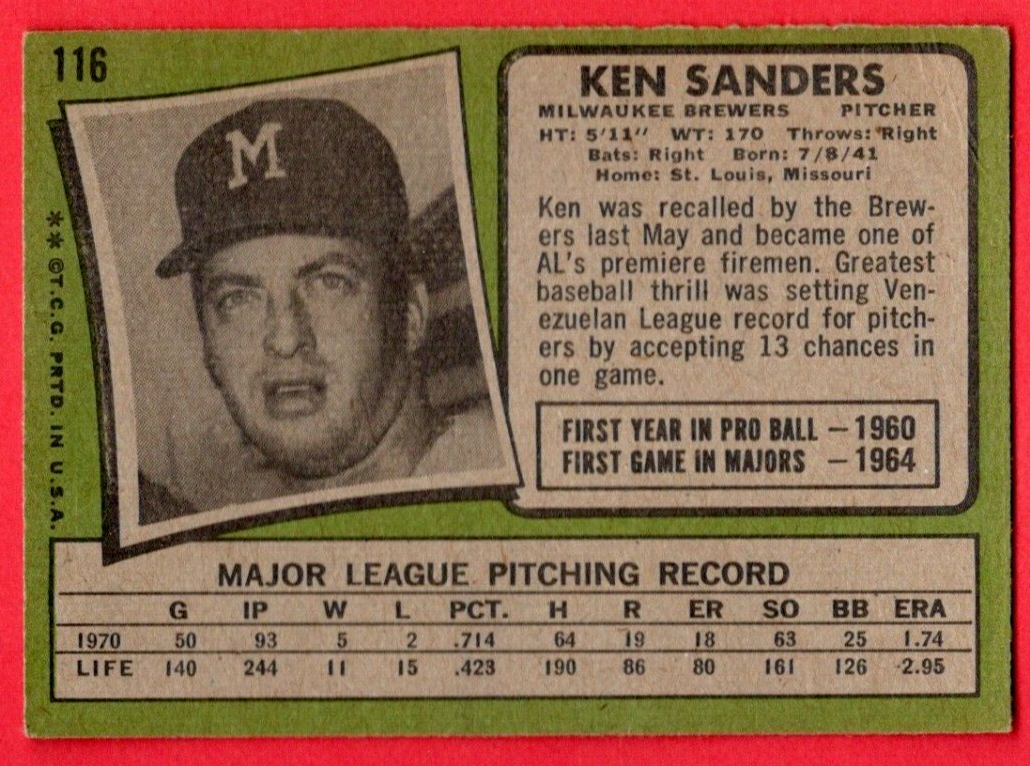 116
M
**©T.C.G. PRTD. IN U.S.A.
KEN SANDERS
MILWAUKEE BREWERS PITCHER
HT: 5'11" WT: 170 Throws: Right
Bats: Right Born: 7/8/41
Home: St. Louis, Missouri
Ken was recalled by the Brew-
ers last May and became one of
AL's premiere firemen. Greatest
baseball thrill was setting Ven-
ezuelan League record for pitch-
ers by accepting 13 chances in
one game.
FIRST YEAR IN PRO BALL — 1960
FIRST GAME IN MAJORS — 1964
MAJOR LEAGUE PITCHING RECORD
G IP W L PCT. H R ER SO BB ERA
1970 50 93 5 2 .714 64 19 18 63 25 1.74
LIFE 140 244 11 15 .423 190 86 80 161 126 2.95